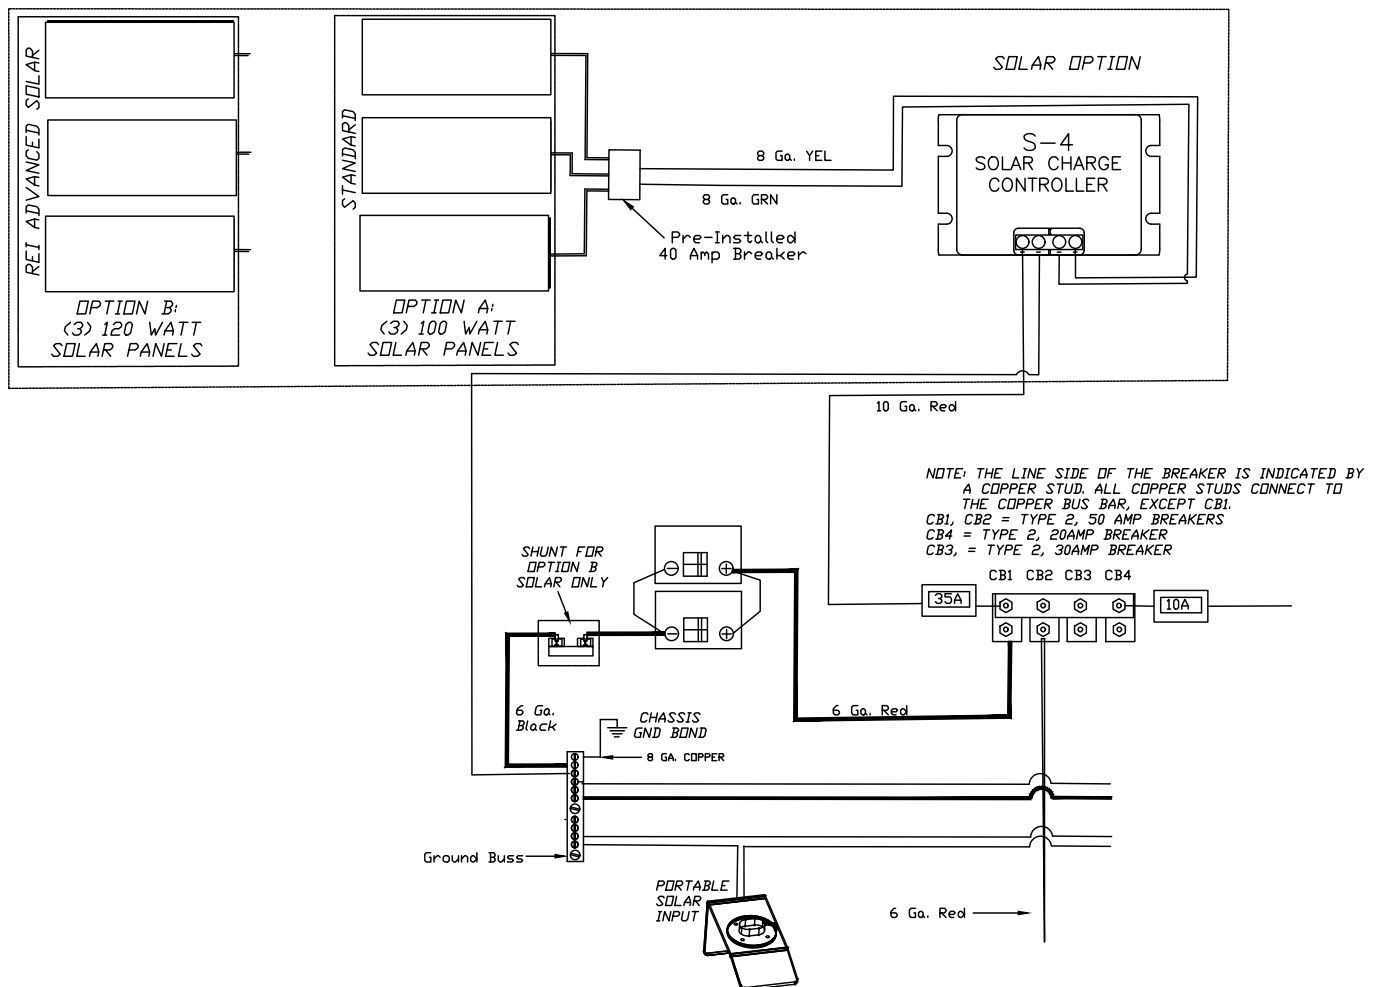 REI ADVANCED SOLAR
OPTION B:
(3) 120 WATT
SOLAR PANELS
STANDARD
OPTION A:
(3) 100 WATT
SOLAR PANELS
8 Ga. YEL
8 Ga. GRN
Pre-Installed
40 Amp Breaker
SOLAR OPTION
S-4
SOLAR CHARGE
CONTROLLER
+ - - +
10 Ga. Red
NOTE: THE LINE SIDE OF THE BREAKER IS INDICATED BY
A COPPER STUD. ALL COPPER STUDS CONNECT TO
THE COPPER BUS BAR, EXCEPT CB1.
CB1, CB2 = TYPE 2, 50 AMP BREAKERS
CB4 = TYPE 2, 20AMP BREAKER
CB3, = TYPE 2, 30AMP BREAKER
CB1 CB2 CB3 CB4
35A
10A
SHUNT FOR
OPTION B
SOLAR ONLY
- +
- +
6 Ga.
Black
6 Ga. Red
CHASSIS
GND BOND
8 GA. COPPER
Ground Buss
PORTABLE
SOLAR
INPUT
6 Ga. Red